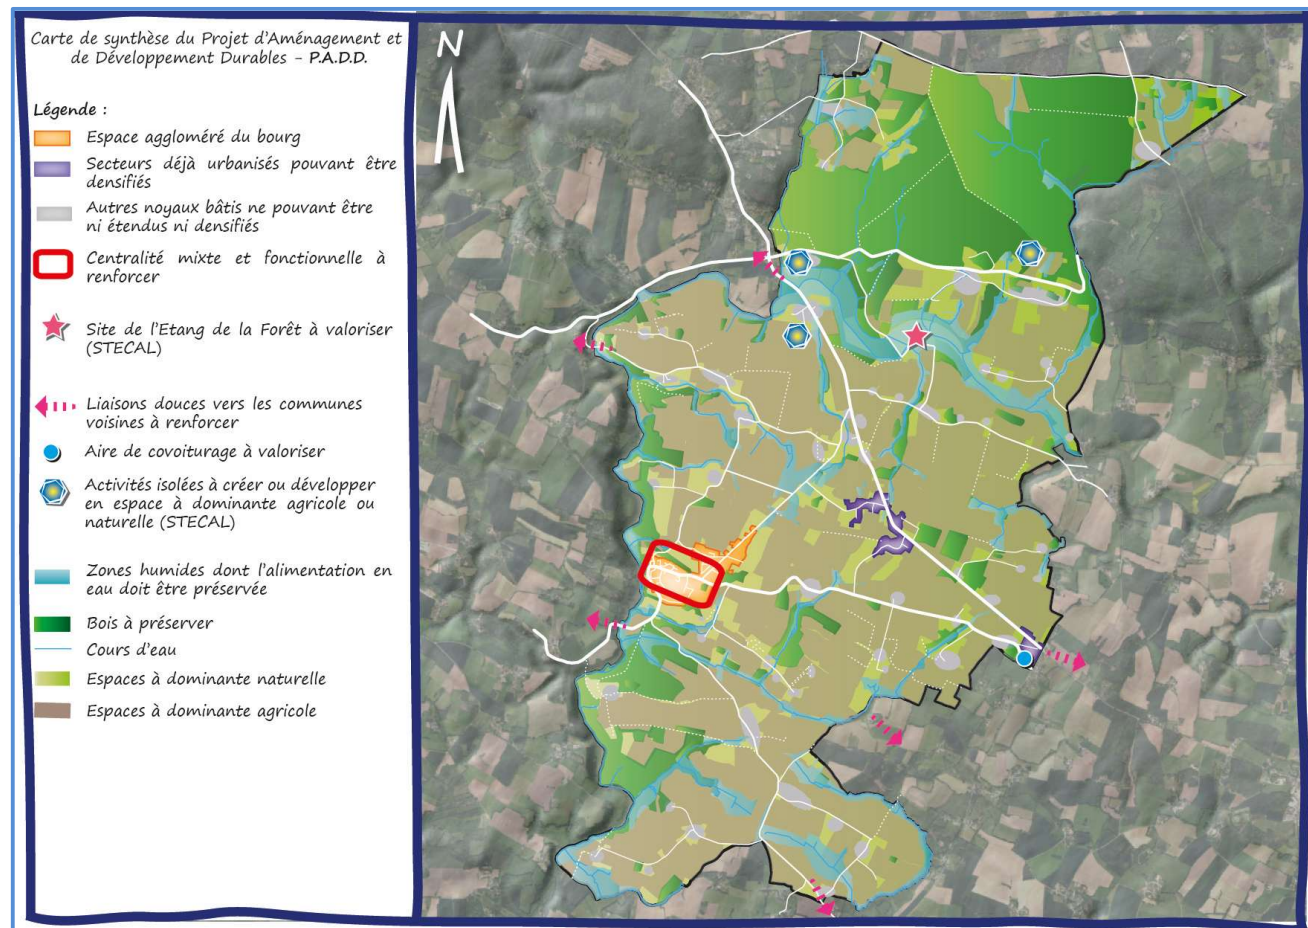 Carte de synthèse du Projet d'Aménagement et
de Développement Durables - P.A.D.D.
N
Légende :
Espace aggloméré du bourg
Secteurs déjà urbanisés pouvant être
densifiés
Autres noyaux bâtis ne pouvant être
ni étendus ni densifiés
Centralité mixte et fonctionnelle à
renforcer
Site de l'Etang de la Forêt à valoriser
(STECAL)
Liaisons douces vers les communes
voisines à renforcer
Aire de covoiturage à valoriser
Activités isolées à créer ou développer
en espace à dominante agricole ou
naturelle (STECAL)
Zones humides dont l'alimentation en
eau doit être préservée
Bois à préserver
Cours d'eau
Espaces à dominante naturelle
Espaces à dominante agricole